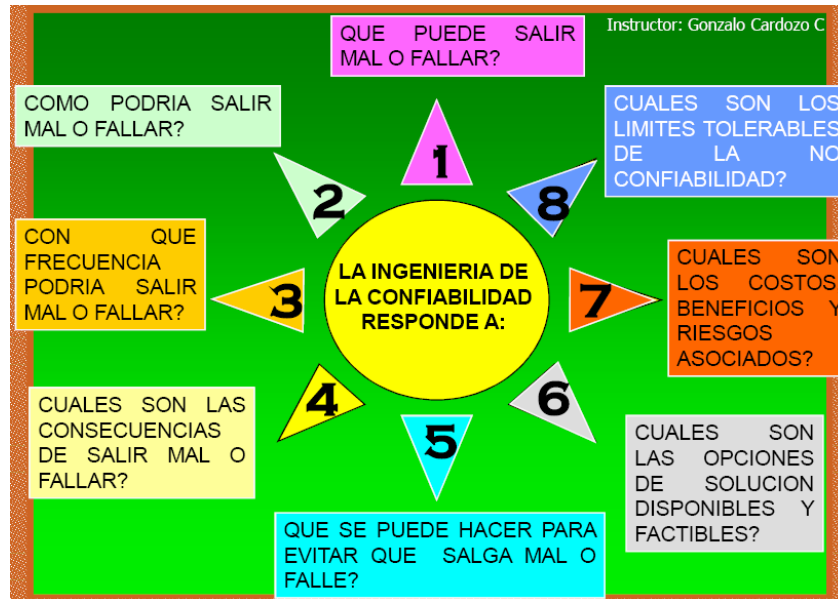 Instructor: Gonzalo Cardozo C
QUE PUEDE SALIR
MAL O FALLAR?
1
COMO PODRIA SALIR
MAL O FALLAR?
2
CON QUE
FRECUENCIA
PODRIA SALIR
MAL O FALLAR?
3
CUALES SON LAS
CONSECUENCIAS
DE SALIR MAL O
FALLAR?
4
QUE SE PUEDE HACER PARA
EVITAR QUE SALGA MAL O
FALLE?
5
CUALES SON
LAS OPCIONES
DE SOLUCION
DISPONIBLES Y
FACTIBLES?
6
CUALES SON
LOS COSTOS,
BENEFICIOS Y
RIESGOS
ASOCIADOS?
7
CUALES SON LOS
LIMITES TOLERABLES
DE LA NO
CONFIABILIDAD?
8
LA INGENIERIA DE
LA CONFIABILIDAD
RESPONDE A: